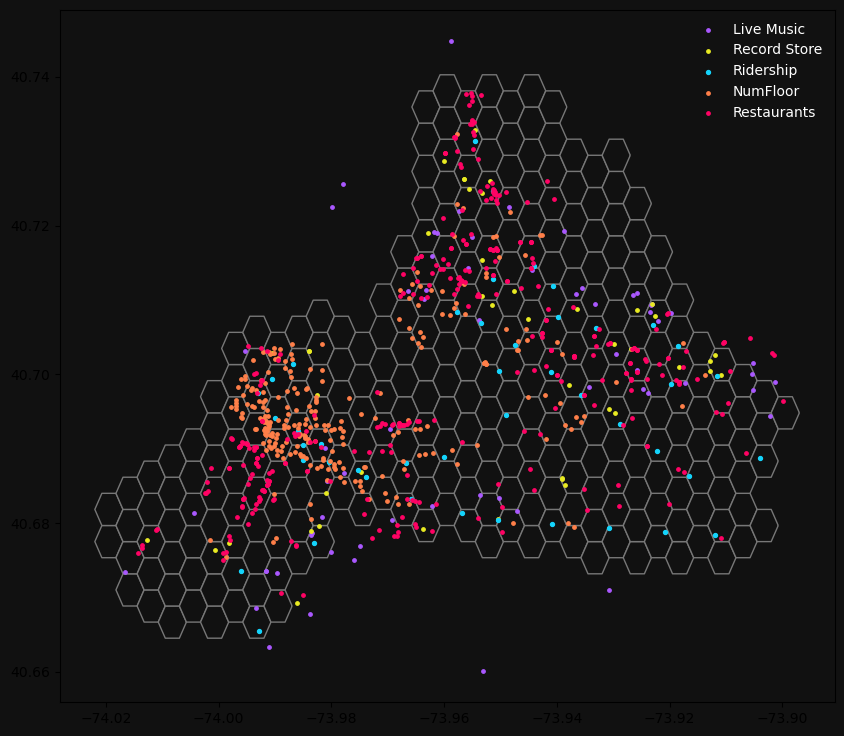 Live Music
Record Store
Ridership
NumFloor
Restaurants
40.74
40.72
40.70
40.68
40.66
−74.02 −74.00 −73.98 −73.96 −73.94 −73.92 −73.90